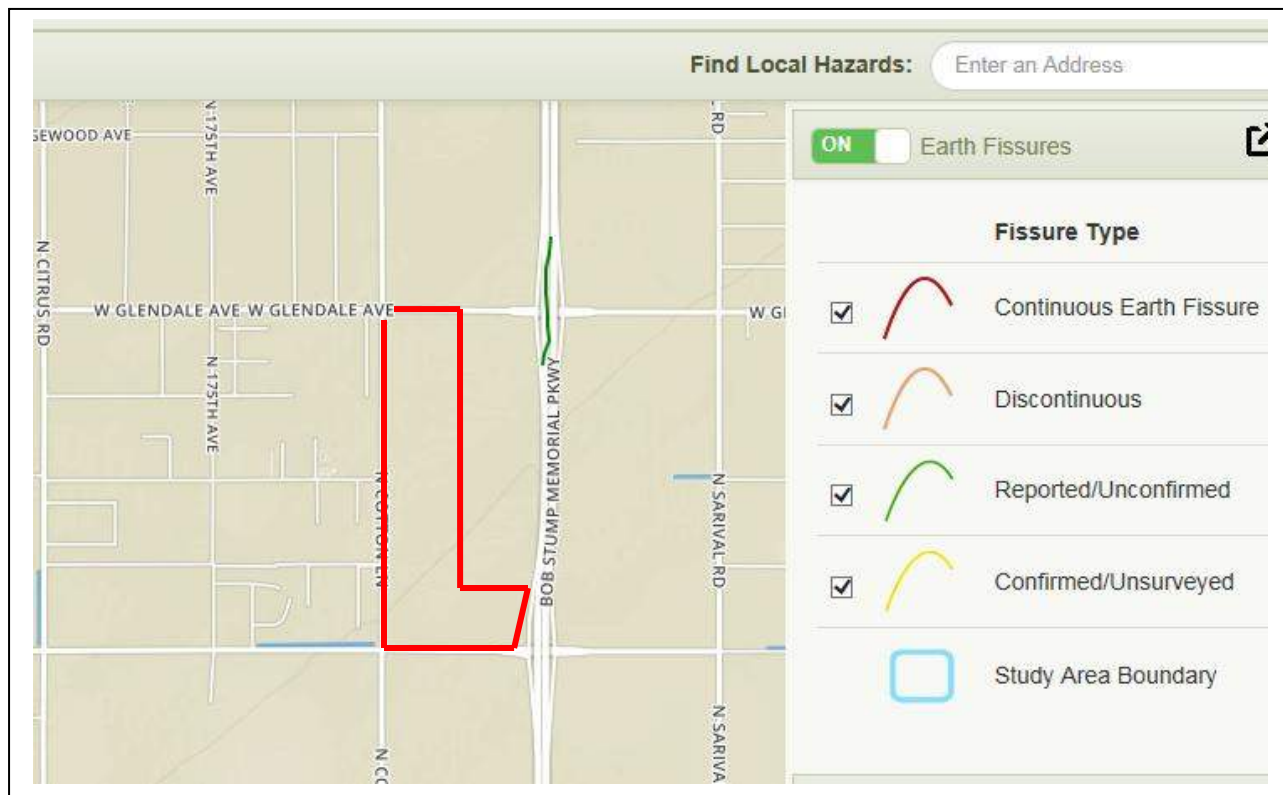 Find Local Hazards:
Enter an Address
ON
Earth Fissures
Fissure Type
Continuous Earth Fissure
Discontinuous
Reported/Unconfirmed
Confirmed/Unsurveyed
Study Area Boundary
GEWOOD AVE
N 175TH AVE
RD
N CITRUS RD
W GLENDALE AVE
W GLENDALE AVE
W GL
N 175TH AVE
N COTTON LN
BOB STUMP MEMORIAL PKWY
N SARIVAL RD
N CO
N SARIVA